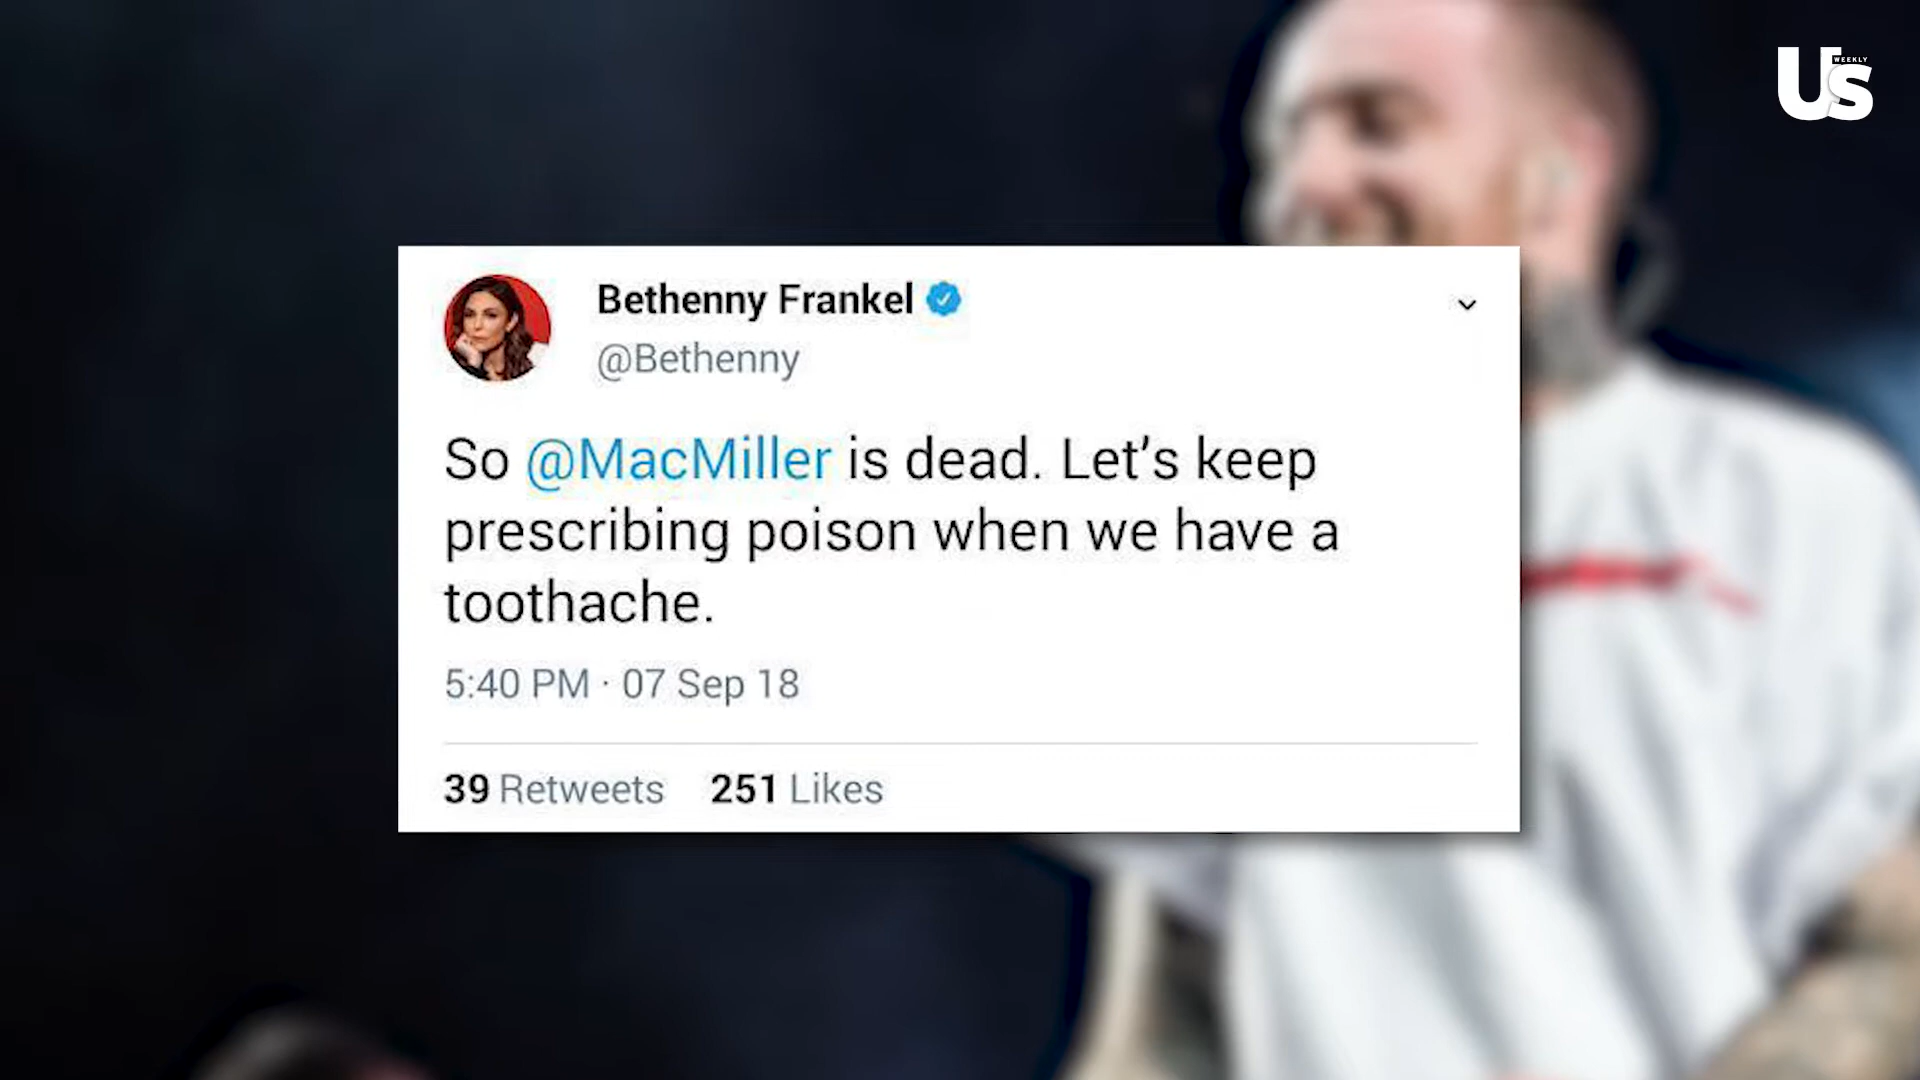 Us
WEEKLY
Bethenny Frankel
@Bethenny
So @MacMiller is dead. Let’s keep
prescribing poison when we have a
toothache.
5:40 PM · 07 Sep 18
39 Retweets 251 Likes